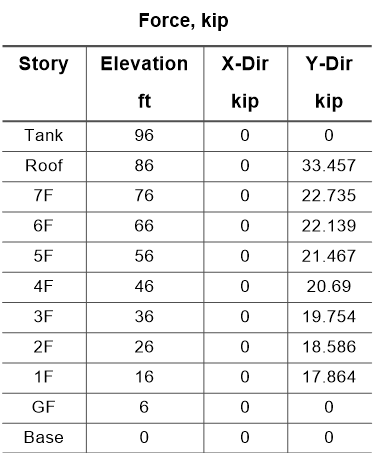 Force, kip
Story Elevation X-Dir Y-Dir
ft kip kip
Tank 96 0 0
Roof 86 0 33.457
7F 76 0 22.735
6F 66 0 22.139
5F 56 0 21.467
4F 46 0 20.69
3F 36 0 19.754
2F 26 0 18.586
1F 16 0 17.864
GF 6 0 0
Base 0 0 0